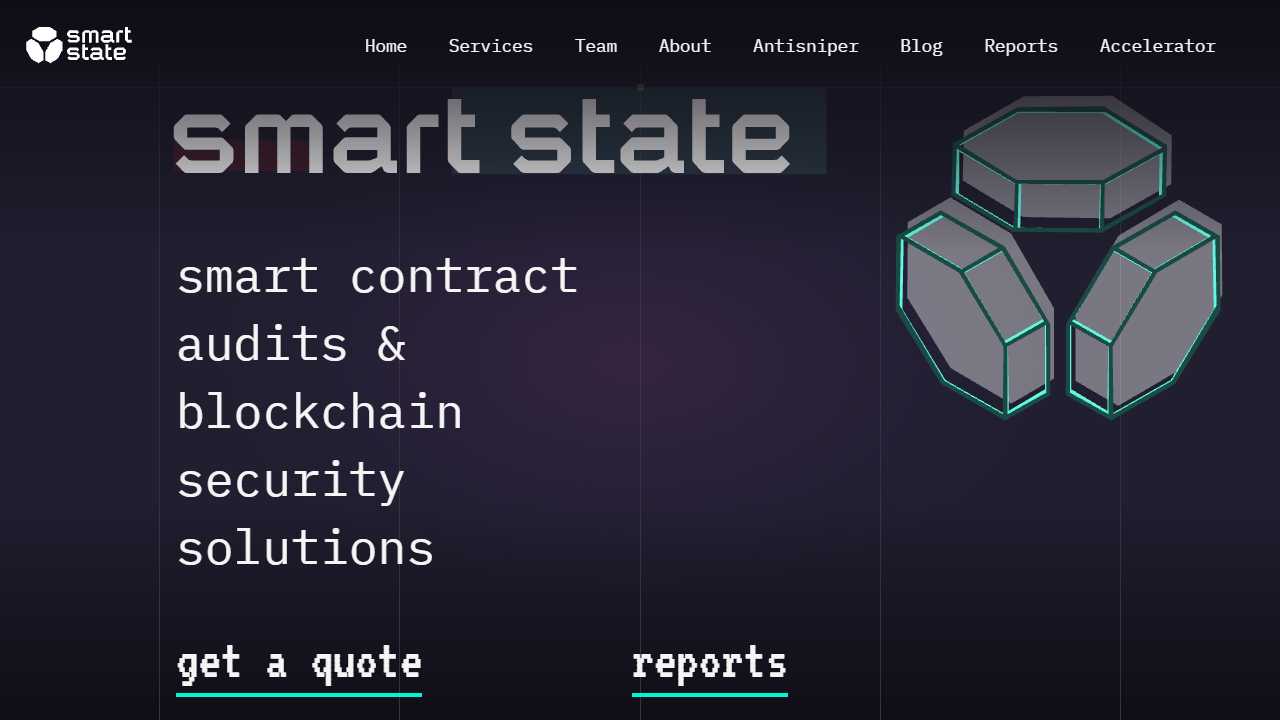 smart
state
Home Services Team About Antisniper Blog Reports Accelerator
smart state
smart contract
audits &
blockchain
security
solutions
get a quote reports